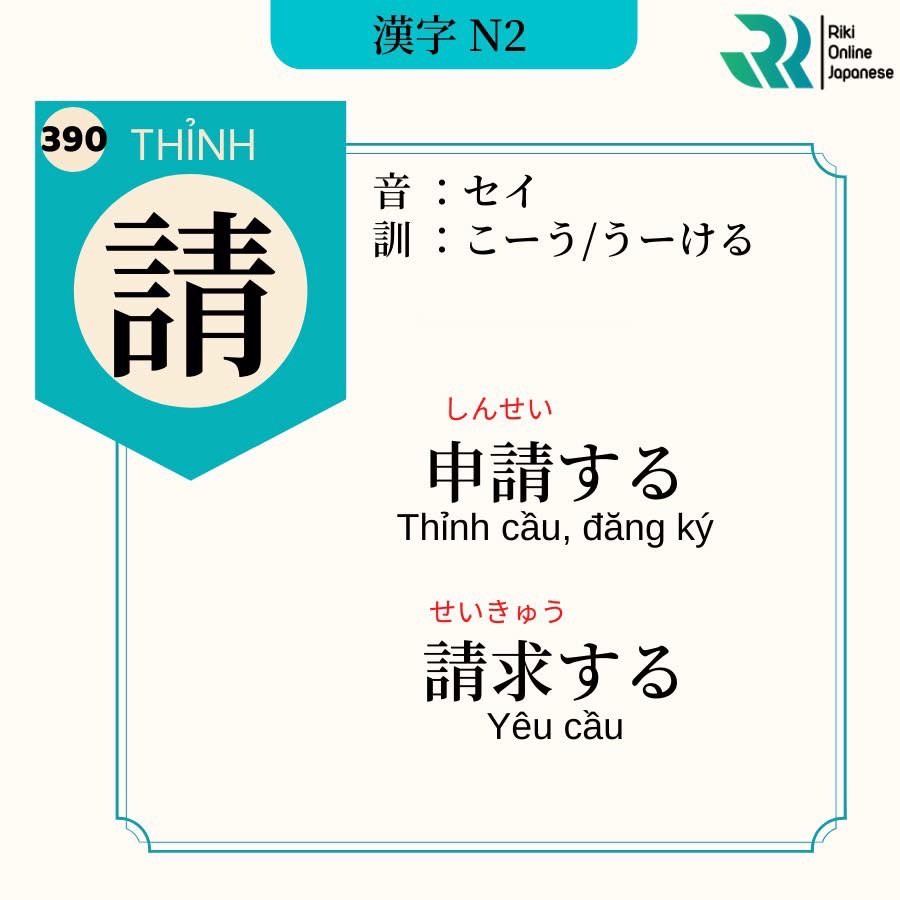 漢字 N2
Riki
Online
Japanese
390 THỈNH
請
音 ：セイ
訓 ：こーう/うーける
しんせい
申請する
Thỉnh cầu, đăng ký
せいきゅう
請求する
Yêu cầu